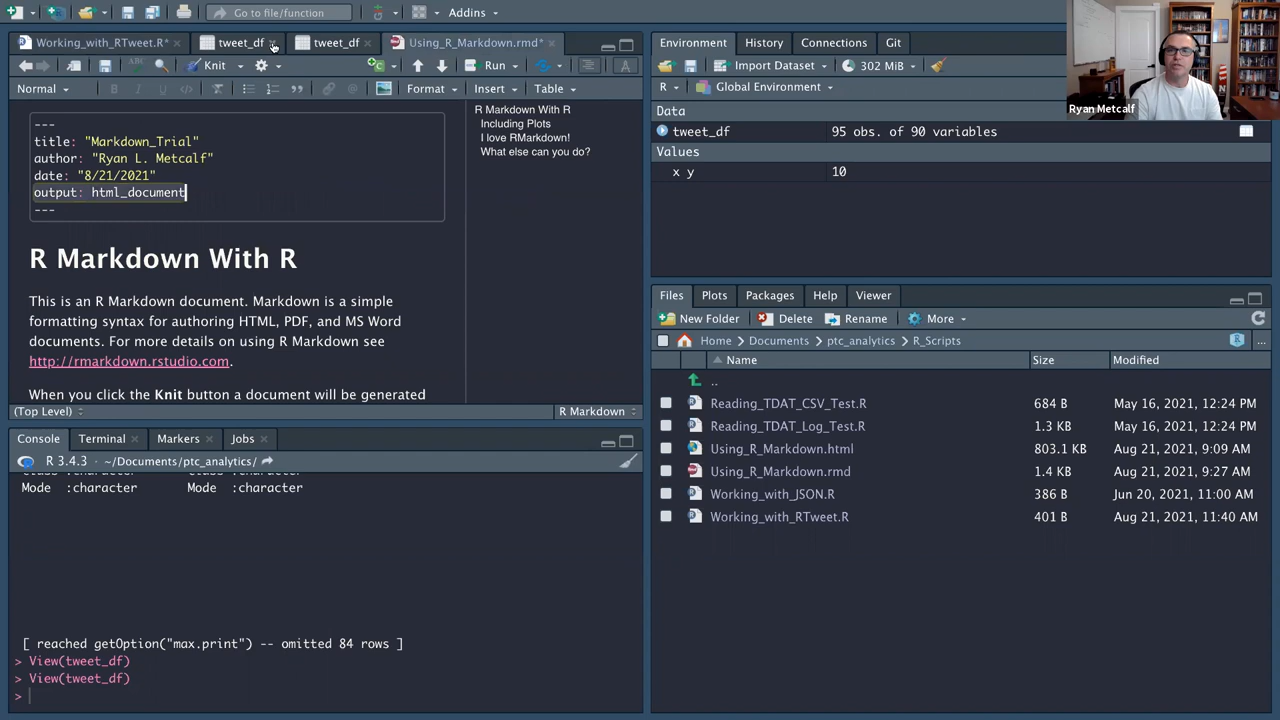 Go to file/function
Addins
Working_with_RTweet.R*
tweet_df
tweet_df
Using_R_Markdown.rmd*
Knit
Run
Normal
Format
Insert
Table
---
title: "Markdown_Trial"
author: "Ryan L. Metcalf"
date: "8/21/2021"
output: html_document
---
R Markdown With R
This is an R Markdown document. Markdown is a simple
formatting syntax for authoring HTML, PDF, and MS Word
documents. For more details on using R Markdown see
http://rmarkdown.rstudio.com.
When you click the Knit button a document will be generated
R Markdown With R
Including Plots
I love RMarkdown!
What else can you do?
(Top Level)
R Markdown
Console
Terminal
Markers
Jobs
R 3.4.3 · ~/Documents/ptc_analytics/
Mode :character Mode :character
[ reached getOption("max.print") -- omitted 84 rows ]
> View(tweet_df)
> View(tweet_df)
>
Environment
History
Connections
Git
Import Dataset
302 MiB
R
Global Environment
Data
tweet_df 95 obs. of 90 variables
Values
x y 10
Ryan Metcalf
Files
Plots
Packages
Help
Viewer
New Folder
Delete
Rename
More
Home
Documents
ptc_analytics
R_Scripts
...
Name Size Modified
..
Reading_TDAT_CSV_Test.R 684 B May 16, 2021, 12:24 PM
Reading_TDAT_Log_Test.R 1.3 KB May 16, 2021, 12:24 PM
Using_R_Markdown.html 803.1 KB Aug 21, 2021, 9:09 AM
Using_R_Markdown.rmd 1.4 KB Aug 21, 2021, 9:27 AM
Working_with_JSON.R 386 B Jun 20, 2021, 11:00 AM
Working_with_RTweet.R 401 B Aug 21, 2021, 11:40 AM